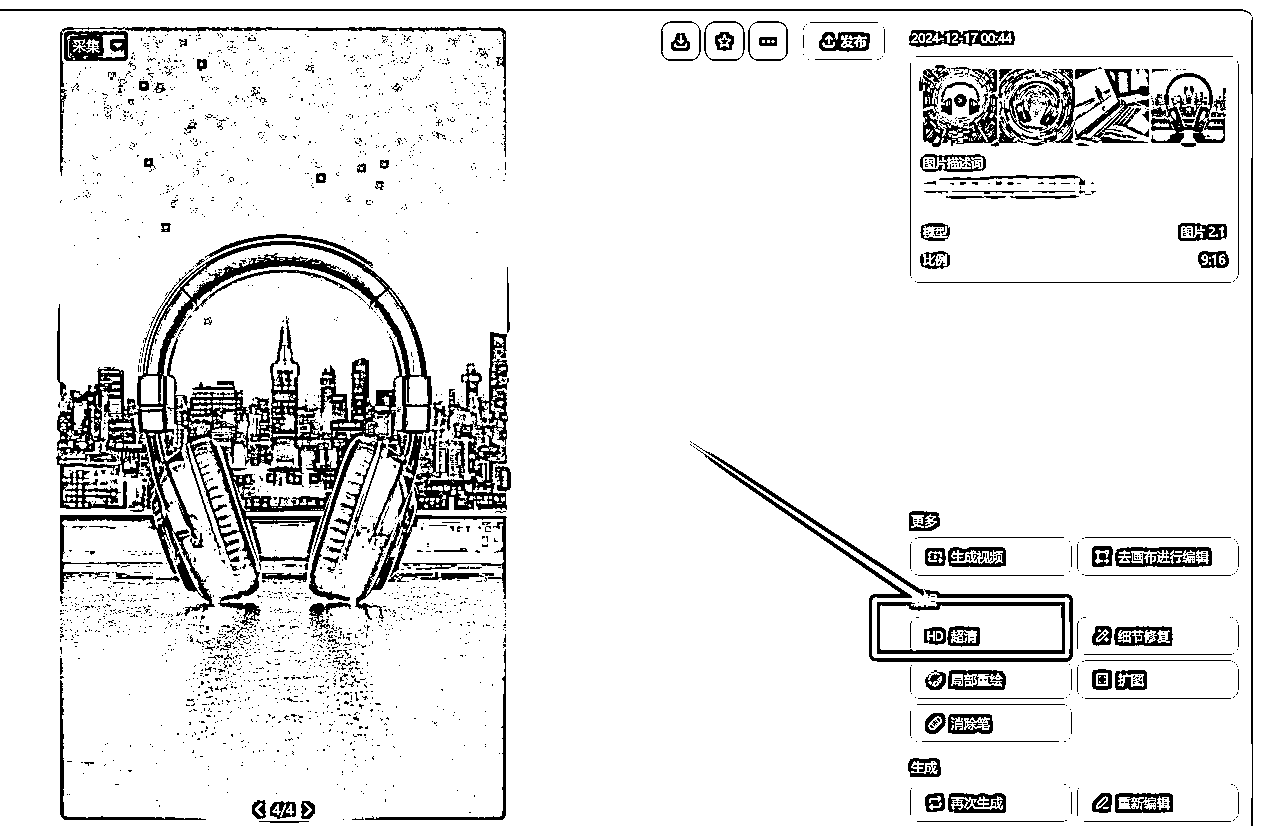 采集
发布
2024-12-17 00:44
图片描述词
模型
图片 2.1
比例
9:16
更多
生成视频
去画布进行编辑
HD 超清
细节修复
局部重绘
扩图
消除笔
生成
再次生成
重新编辑
4/4